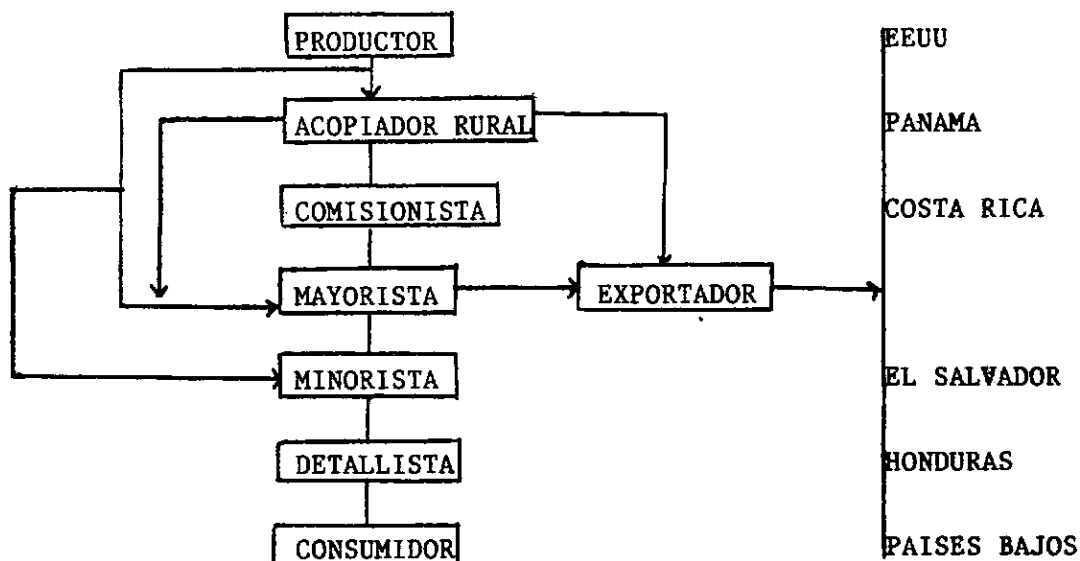 PRODUCTOR
EEUU
ACOPIADOR RURAL
PANAMA
COMISIONISTA
COSTA RICA
MAYORISTA
EXPORTADOR
MINORISTA
EL SALVADOR
DETALLISTA
HONDURAS
CONSUMIDOR
PAISES BAJOS